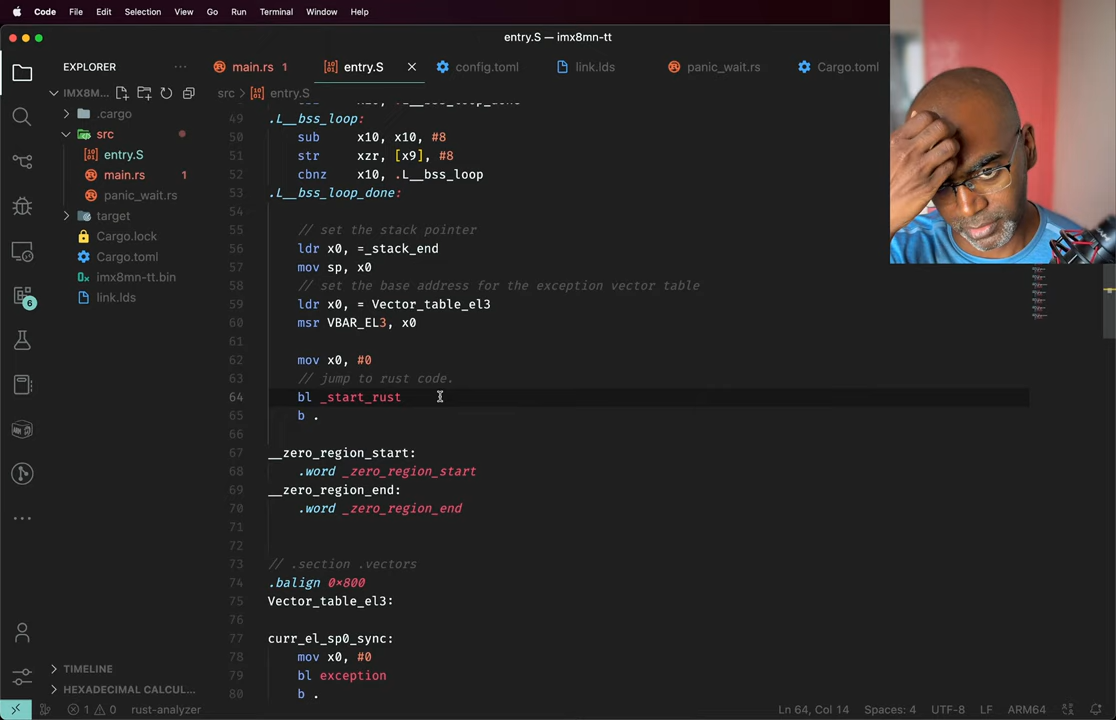 Code File Edit Selection View Go Run Terminal Window Help
entry.S — imx8mn-tt
EXPLORER
main.rs 1
entry.S
config.toml
link.lds
panic_wait.rs
Cargo.toml
IMX8M...
src > entry.S
.cargo
src
entry.S
main.rs 1
panic_wait.rs
target
Cargo.lock
Cargo.toml
imx8mn-tt.bin
link.lds
49 .L__bss_loop:
50 sub x10, x10, #8
51 str xzr, [x9], #8
52 cbnz x10, .L__bss_loop
53 .L__bss_loop_done:
54
55 // set the stack pointer
56 ldr x0, =_stack_end
57 mov sp, x0
58 // set the base address for the exception vector table
59 ldr x0, = Vector_table_el3
60 msr VBAR_EL3, x0
61
62 mov x0, #0
63 // jump to rust code.
64 bl _start_rust
65 b .
66
67 __zero_region_start:
68 .word _zero_region_start
69 __zero_region_end:
70 .word _zero_region_end
71
72
73 // .section .vectors
74 .balign 0×800
75 Vector_table_el3:
76
77 curr_el_sp0_sync:
78 mov x0, #0
79 bl exception
80 b .
6
TIMELINE
HEXADECIMAL CALCUL...
1 0 rust-analyzer
Ln 64, Col 14 Spaces: 4 UTF-8 LF ARM64